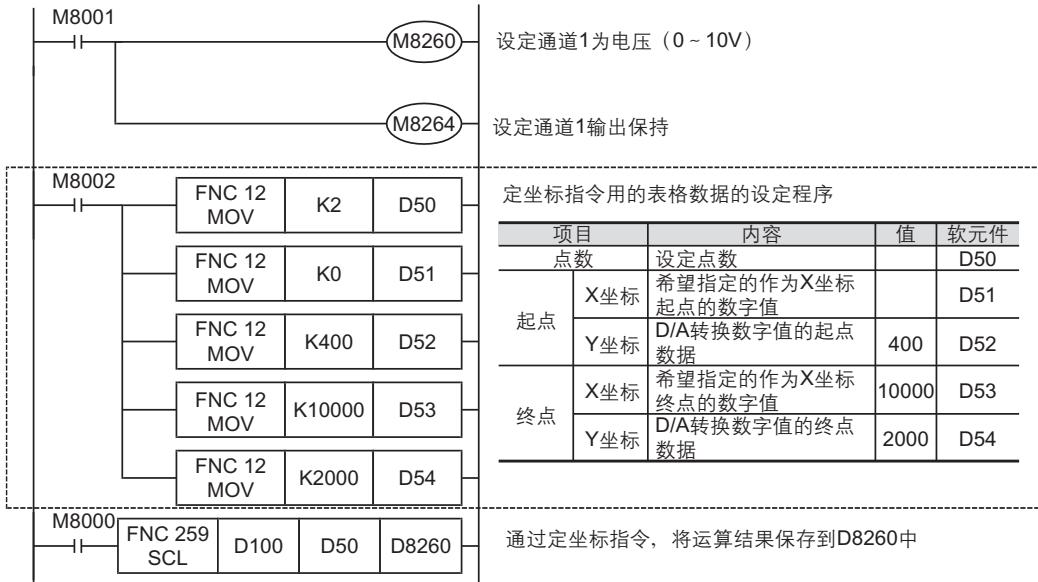 M8001
M8260 设定通道1为电压（0～10V）
M8264 设定通道1输出保持
M8002
FNC 12
MOV K2 D50
FNC 12
MOV K0 D51
FNC 12
MOV K400 D52
FNC 12
MOV K10000 D53
FNC 12
MOV K2000 D54
定坐标指令用的表格数据的设定程序
项目 内容 值 软元件
点数 设定点数 D50
起点 X坐标 希望指定的作为X坐标
起点的数字值 D51
Y坐标 D/A转换数字值的起点
数据 400 D52
终点 X坐标 希望指定的作为X坐标
终点的数字值 10000 D53
Y坐标 D/A转换数字值的终点
数据 2000 D54
M8000
FNC 259
SCL D100 D50 D8260 通过定坐标指令，将运算结果保存到D8260中